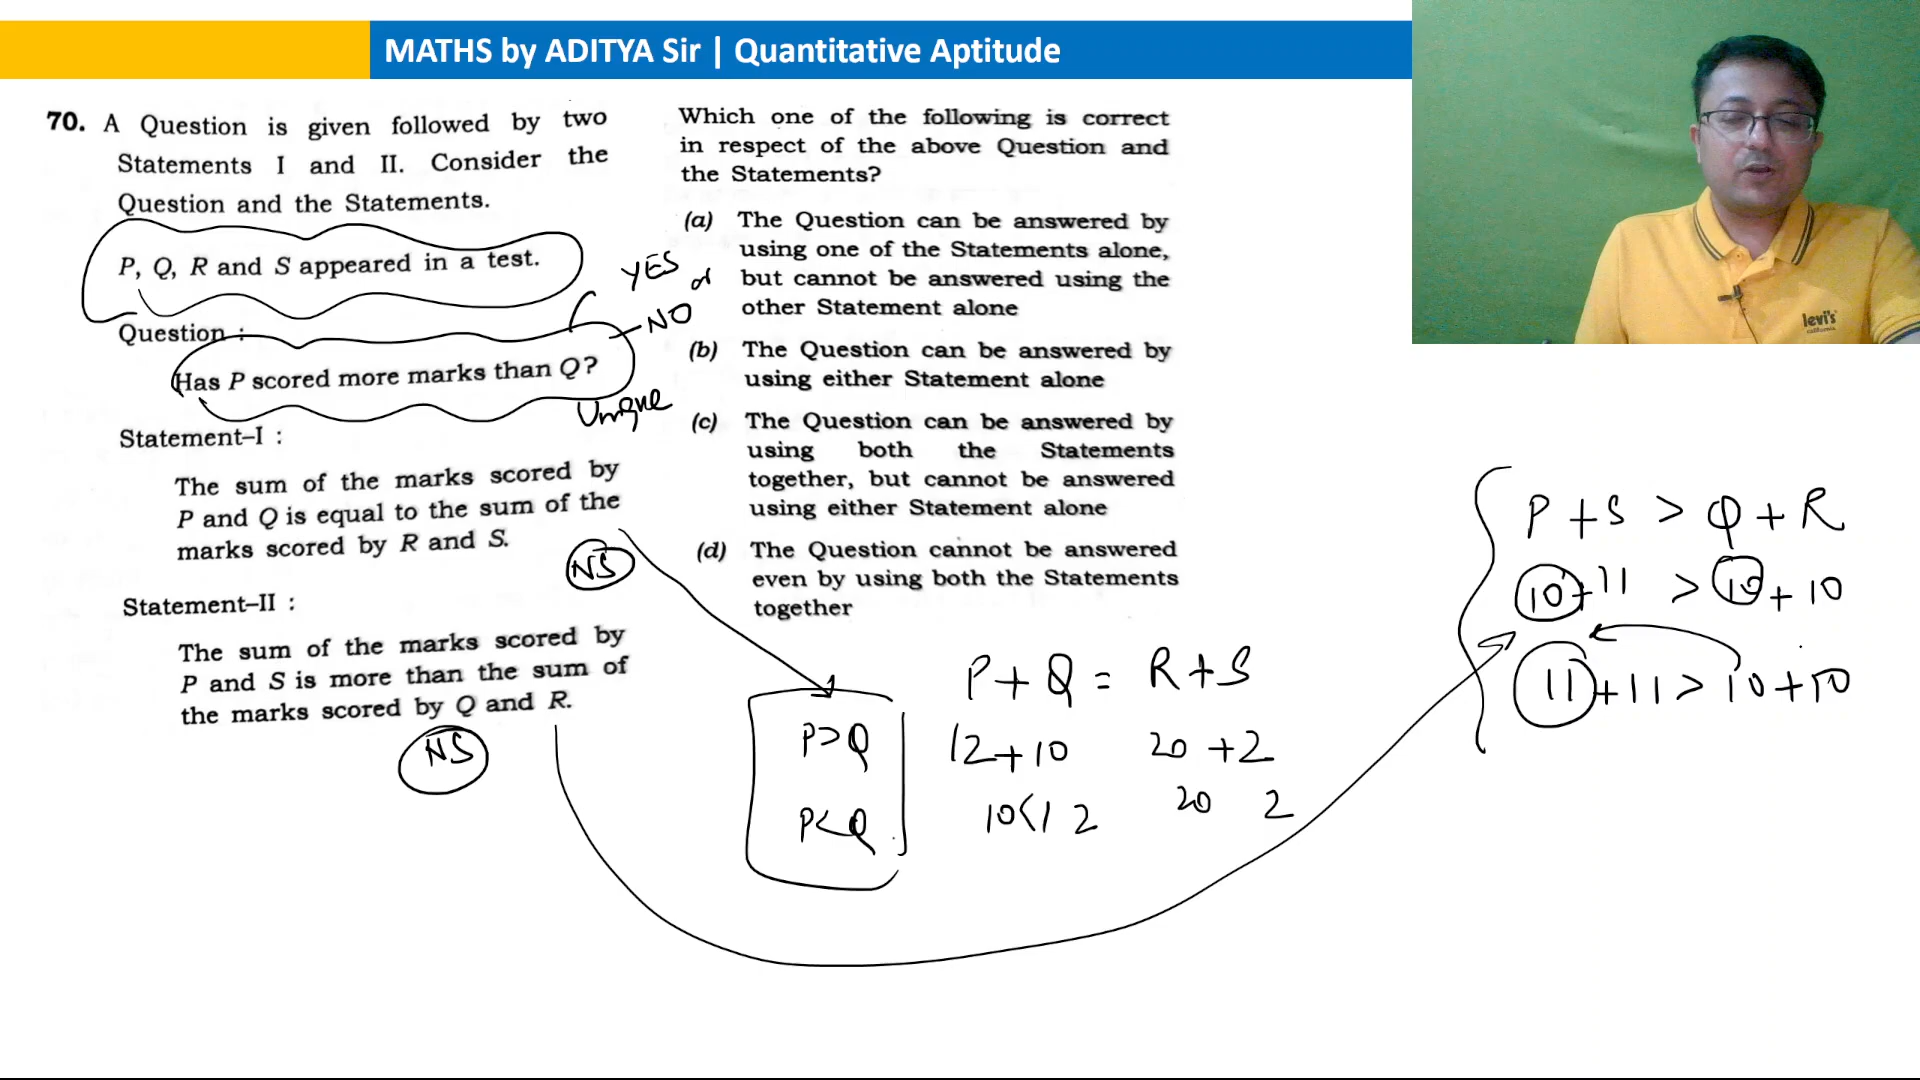 MATHS by ADITYA Sir | Quantitative Aptitude
70. A Question is given followed by two
Statements I and II. Consider the
Question and the Statements.
P, Q, R and S appeared in a test.
Question :
Has P scored more marks than Q?
YES
or
NO
Unique
Statement–I :
The sum of the marks scored by
P and Q is equal to the sum of the
marks scored by R and S.
NS
Statement–II :
The sum of the marks scored by
P and S is more than the sum of
the marks scored by Q and R.
NS
Which one of the following is correct
in respect of the above Question and
the Statements?
(a) The Question can be answered by
using one of the Statements alone,
but cannot be answered using the
other Statement alone
(b) The Question can be answered by
using either Statement alone
(c) The Question can be answered by
using both the Statements
together, but cannot be answered
using either Statement alone
(d) The Question cannot be answered
even by using both the Statements
together
P + Q = R + S
P > Q 12 + 10 20 + 2
P < Q 10 < 12 20 2
P + S > Q + R
10 + 11 > 10 + 10
11 + 11 > 10 + 10
levi's
california